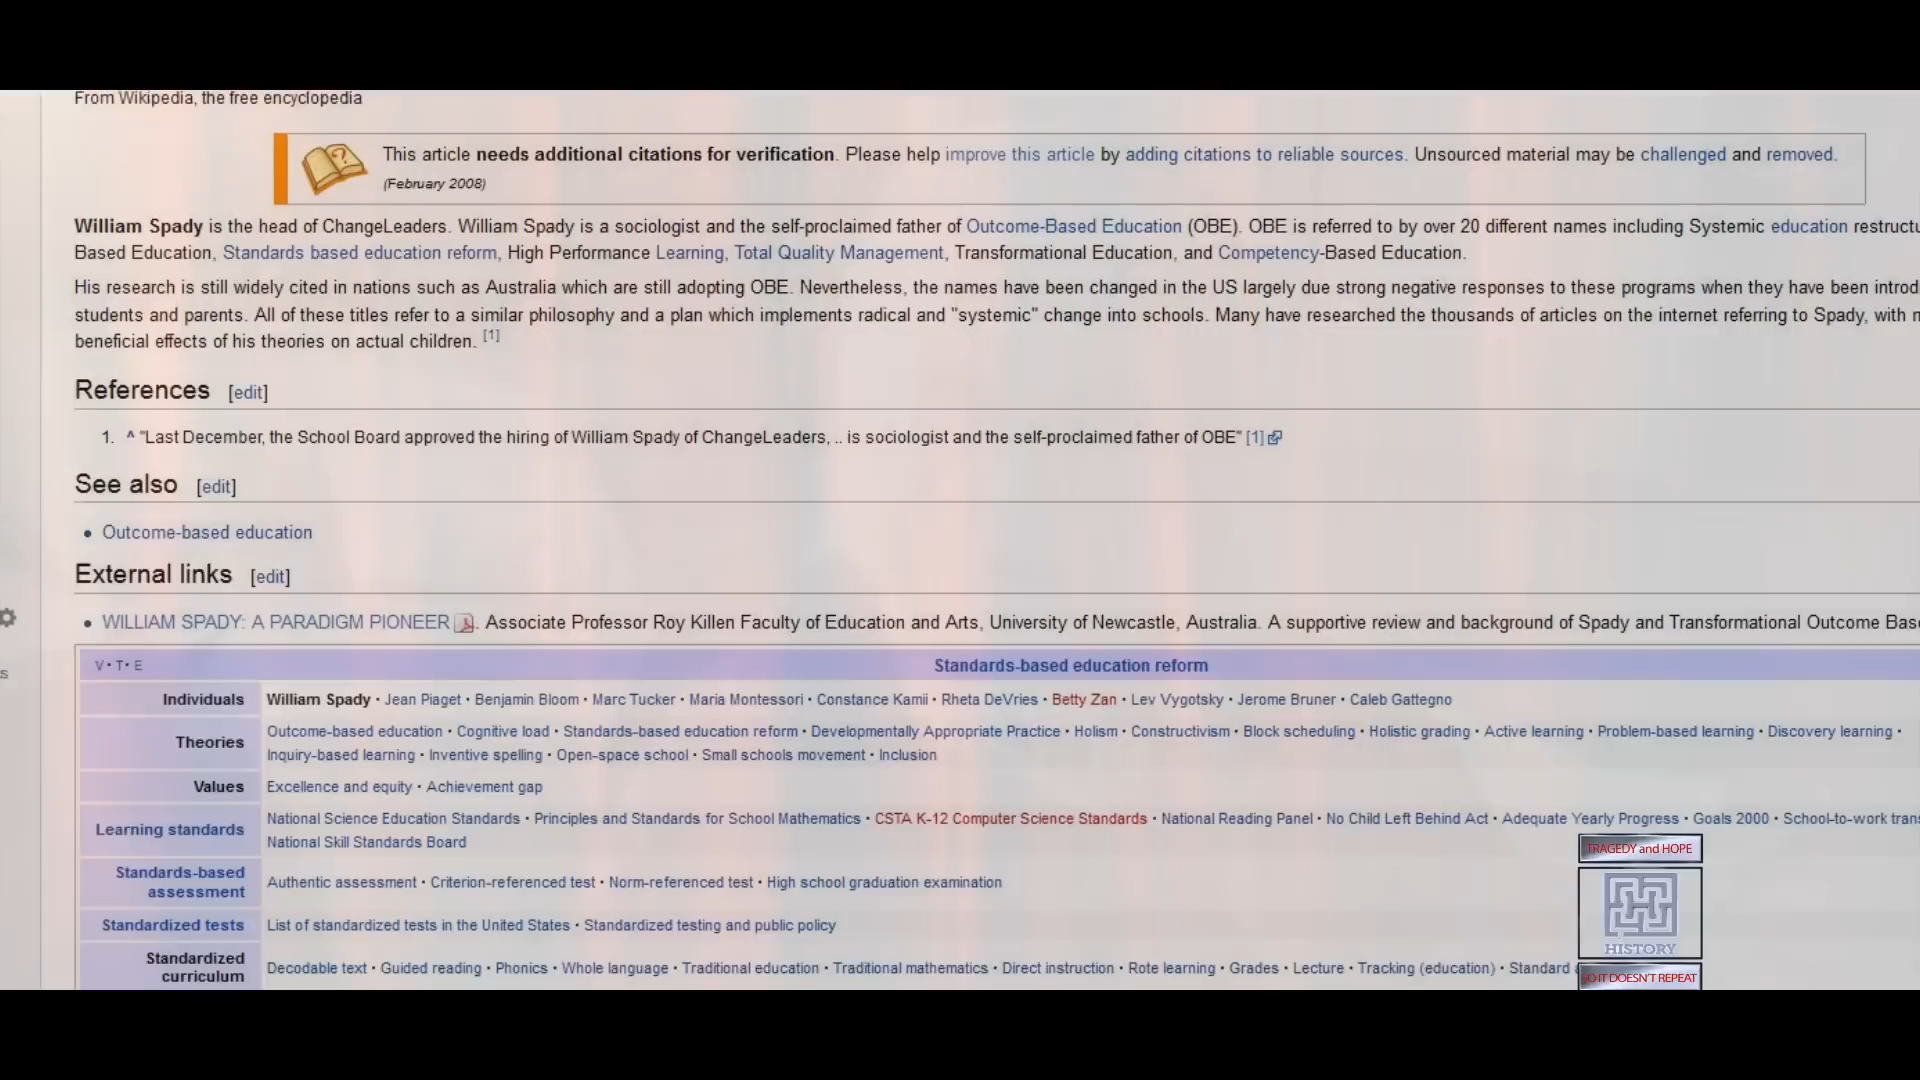 From Wikipedia, the free encyclopedia
This article needs additional citations for verification. Please help improve this article by adding citations to reliable sources. Unsourced material may be challenged and removed.
(February 2008)
William Spady is the head of ChangeLeaders. William Spady is a sociologist and the self-proclaimed father of Outcome-Based Education (OBE). OBE is referred to by over 20 different names including Systemic education
Based Education, Standards based education reform, High Performance Learning, Total Quality Management, Transformational Education, and Competency-Based Education.
His research is still widely cited in nations such as Australia which are still adopting OBE. Nevertheless, the names have been changed in the US largely due strong negative responses to these programs when they have been
students and parents. All of these titles refer to a similar philosophy and a plan which implements radical and "systemic" change into schools. Many have researched the thousands of articles on the internet referring to Spady, with
beneficial effects of his theories on actual children. [1]
References [edit]
1. ^ "Last December, the School Board approved the hiring of William Spady of ChangeLeaders, .. is sociologist and the self-proclaimed father of OBE" [1]
See also [edit]
• Outcome-based education
External links [edit]
• WILLIAM SPADY: A PARADIGM PIONEER . Associate Professor Roy Killen Faculty of Education and Arts, University of Newcastle, Australia. A supportive review and background of Spady and Transformational Outcome
V • T • E Standards-based education reform
Individuals William Spady • Jean Piaget • Benjamin Bloom • Marc Tucker • Maria Montessori • Constance Kamii • Rheta DeVries • Betty Zan • Lev Vygotsky • Jerome Bruner • Caleb Gattegno
Theories Outcome-based education • Cognitive load • Standards-based education reform • Developmentally Appropriate Practice • Holism • Constructivism • Block scheduling • Holistic grading • Active learning • Problem-based learning • Discovery learning •
Inquiry-based learning • Inventive spelling • Open-space school • Small schools movement • Inclusion
Values Excellence and equity • Achievement gap
Learning standards National Science Education Standards • Principles and Standards for School Mathematics • CSTA K-12 Computer Science Standards • National Reading Panel • No Child Left Behind Act • Adequate Yearly Progress • Goals 2000 • School-to-work
National Skill Standards Board
Standards-based
assessment Authentic assessment • Criterion-referenced test • Norm-referenced test • High school graduation examination
Standardized tests List of standardized tests in the United States • Standardized testing and public policy
Standardized
curriculum Decodable text • Guided reading • Phonics • Whole language • Traditional education • Traditional mathematics • Direct instruction • Rote learning • Grades • Lecture • Tracking (education) • Standard
TRAGEDY and HOPE
HISTORY
SO IT DOESN'T REPEAT